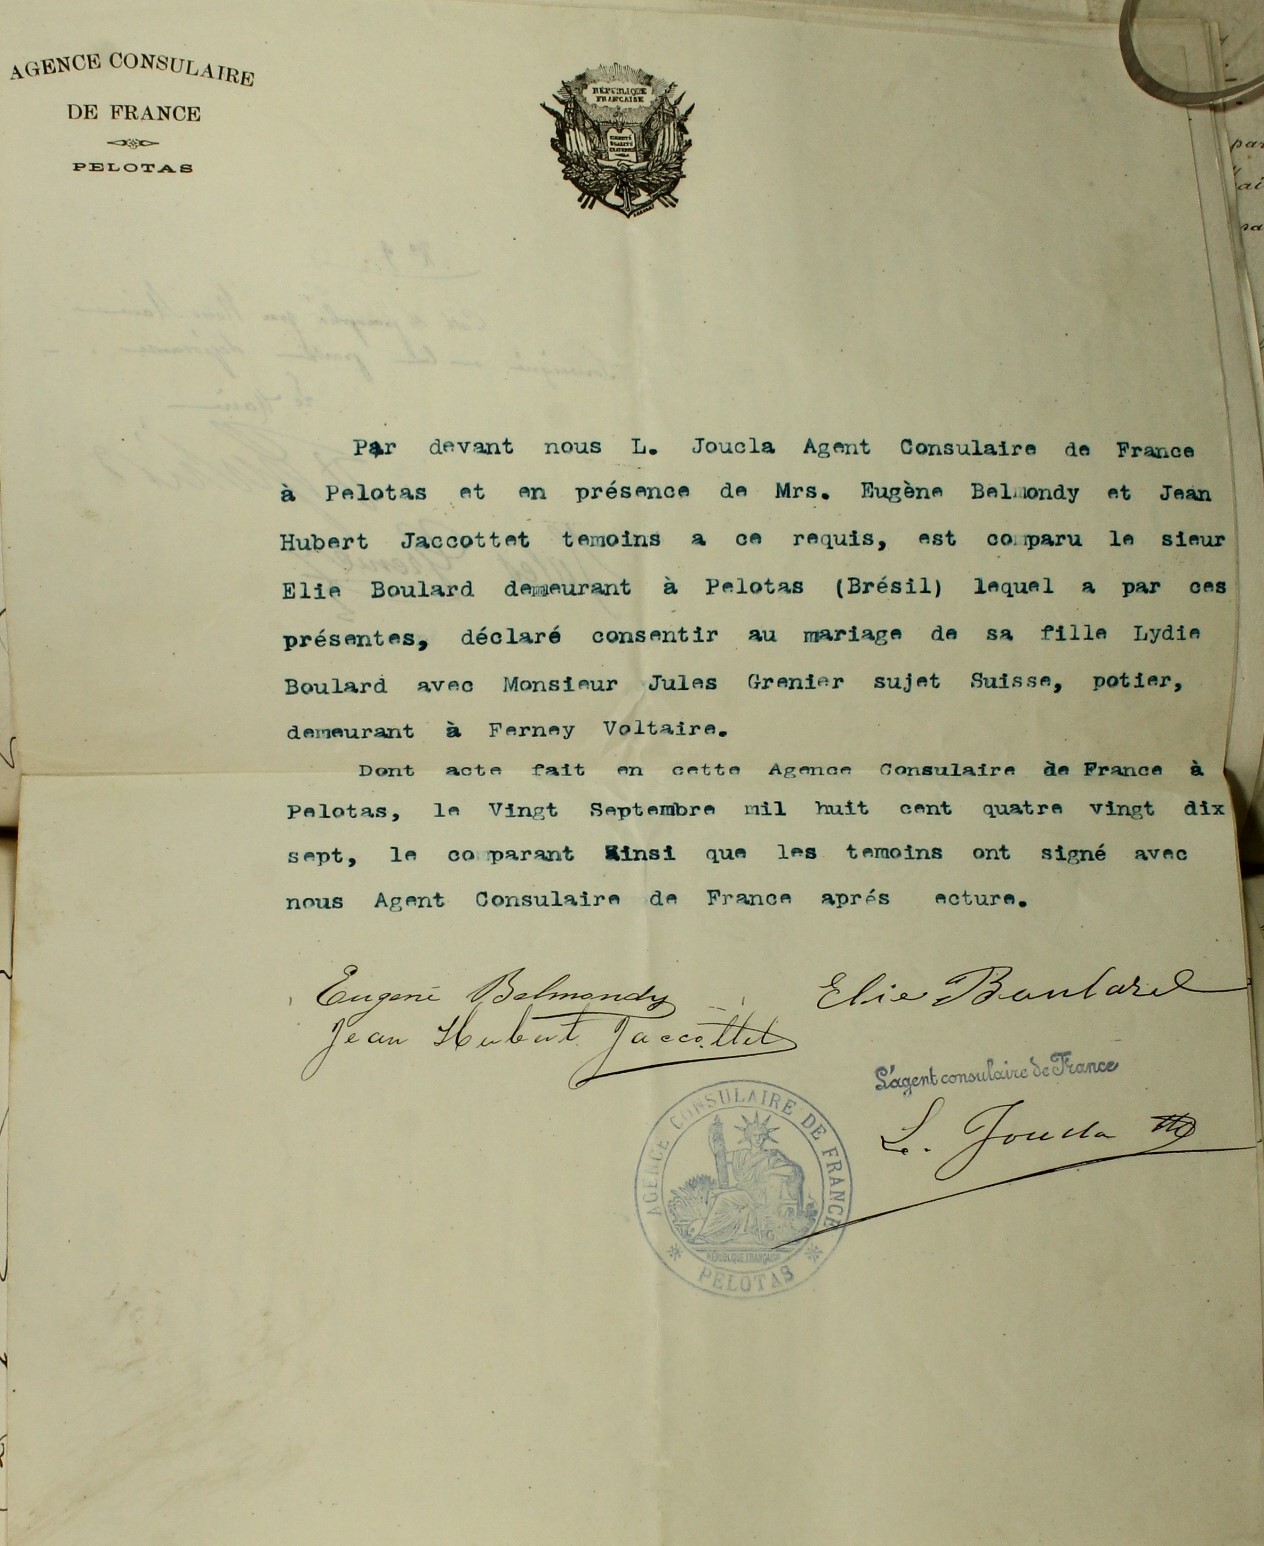 AGENCE CONSULAIRE
DE FRANCE
PELOTAS
RÉPUBLIQUE
FRANÇAISE
Par devant nous L. Joucla Agent Consulaire de France
à Pelotas et en présence de Mrs. Eugène Belmondy et Jean
Hubert Jaccottet temoins a ce requis, est comparu le sieur
Elie Boulard demeurant à Pelotas (Brésil) lequel a par ces
présentes, déclaré consentir au mariage de sa fille Lydie
Boulard avec Monsieur Jules Grenier sujet Suisse, potier,
demeurant à Ferney Voltaire.
Dont acte fait en cette Agence Consulaire de France à
Pelotas, le Vingt Septembre mil huit cent quatre vingt dix
sept, le comparant Ainsi que les temoins ont signé avec
nous Agent Consulaire de France aprés ecture.
Eugène Belmondy
Elie Boulard
Jean Hubert Jaccottet
L'agent consulaire de France
L. Joucla
AGENCE CONSULAIRE DE FRANCE
RÉPUBLIQUE FRANÇAISE
PELOTAS